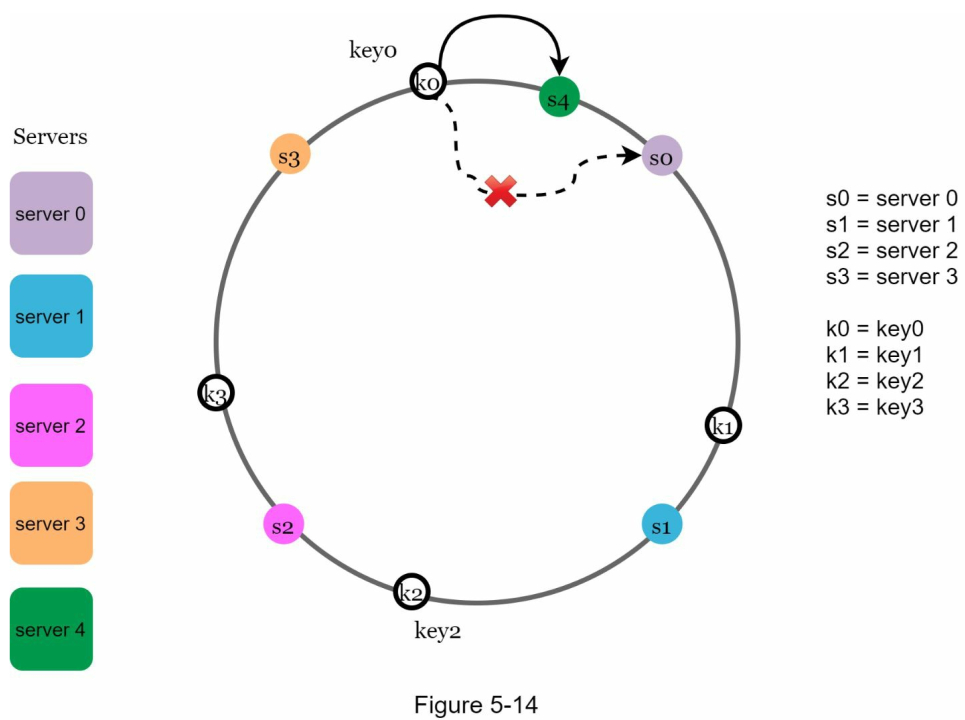 key0
k0
s4
Servers
s3
s0
server 0
s0 = server 0
s1 = server 1
s2 = server 2
s3 = server 3
server 1
k0 = key0
k1 = key1
k2 = key2
k3 = key3
k3
server 2
k1
server 3
s2
s1
k2
key2
server 4
Figure 5-14